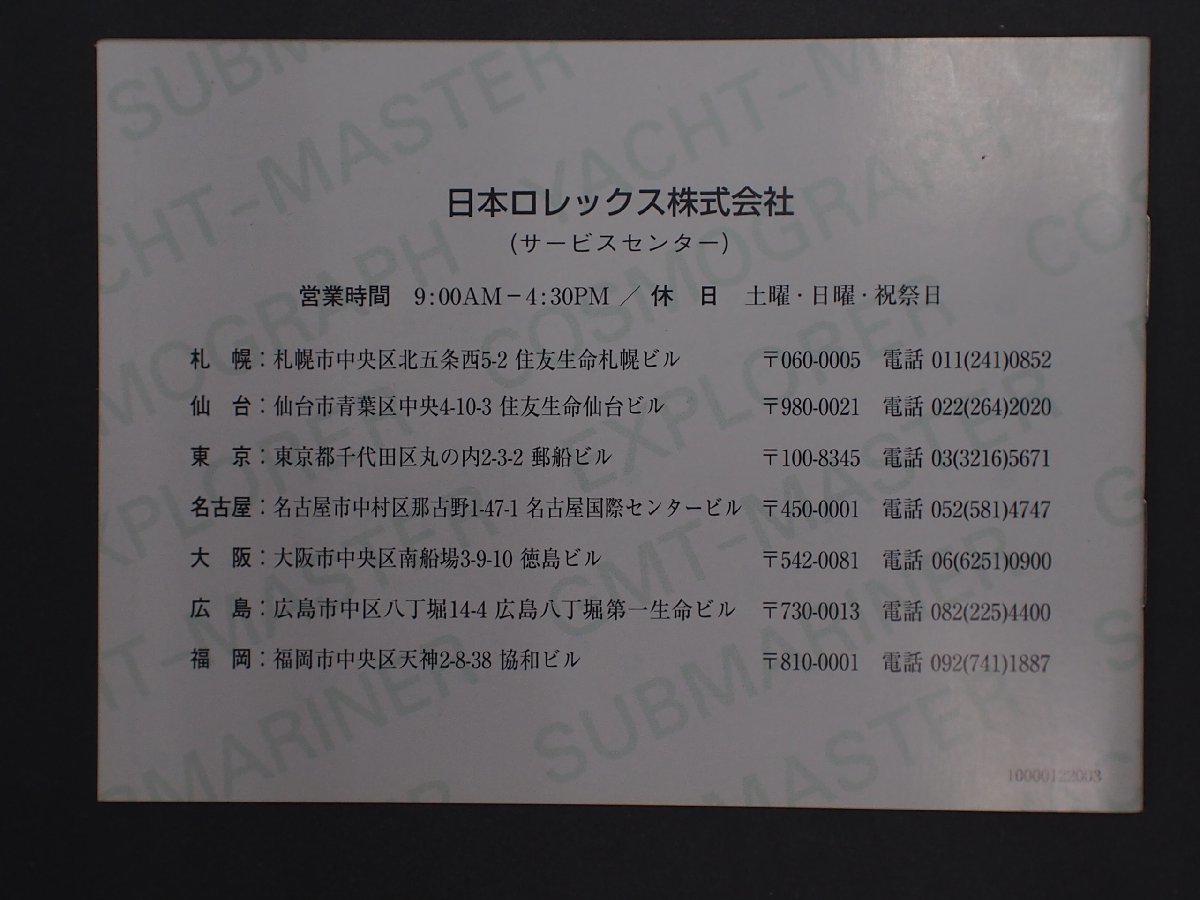 日本ロレックス株式会社
(サービスセンター)
営業時間 9:00AM－4:30PM ／ 休 日 土曜・日曜・祝祭日
札 幌：札幌市中央区北五条西5-2 住友生命札幌ビル 〒060-0005 電話 011(241)0852
仙 台：仙台市青葉区中央4-10-3 住友生命仙台ビル 〒980-0021 電話 022(264)2020
東 京：東京都千代田区丸の内2-3-2 郵船ビル 〒100-8345 電話 03(3216)5671
名古屋：名古屋市中村区那古野1-47-1 名古屋国際センタービル 〒450-0001 電話 052(581)4747
大 阪：大阪市中央区南船場3-9-10 徳島ビル 〒542-0081 電話 06(6251)0900
広 島：広島市中区八丁堀14-4 広島八丁堀第一生命ビル 〒730-0013 電話 082(225)4400
福 岡：福岡市中央区天神2-8-38 協和ビル 〒810-0001 電話 092(741)1887
10000122003